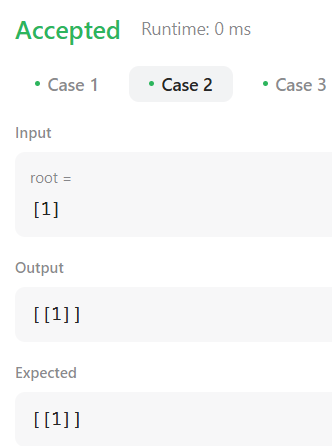 Accepted Runtime: 0 ms
• Case 1 • Case 2 • Case 3
Input
root =
[1]
Output
[[1]]
Expected
[[1]]